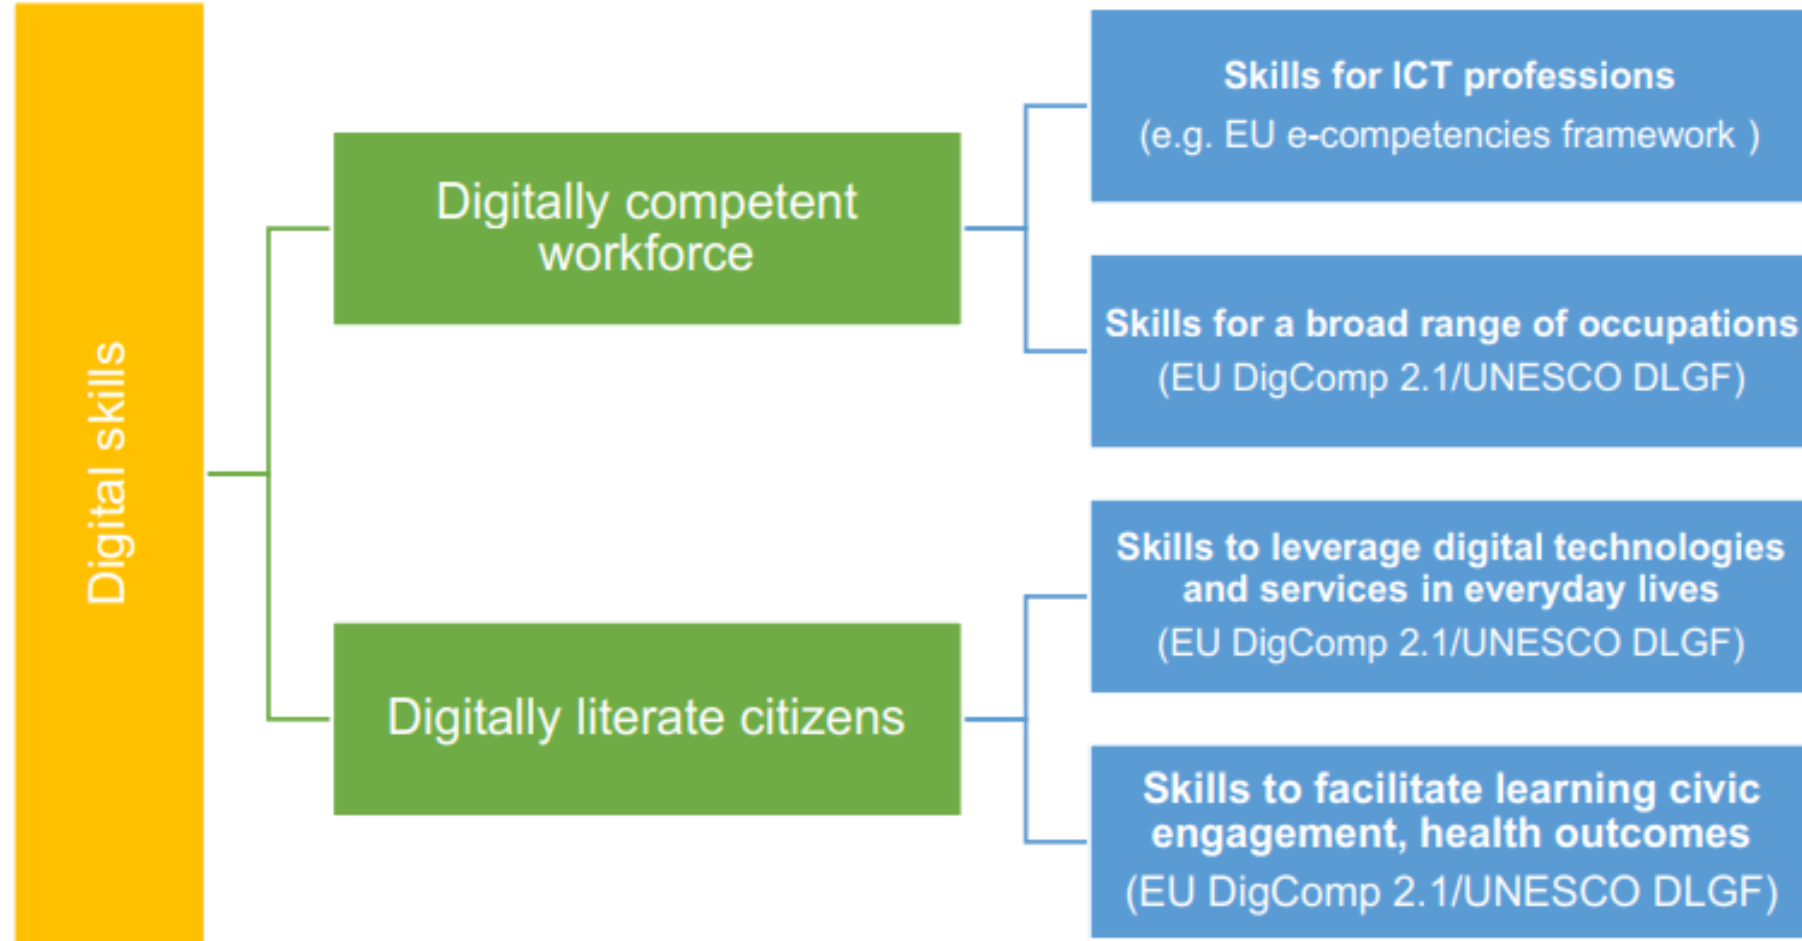 Digital skills
Digitally competent
workforce
Skills for ICT professions
(e.g. EU e-competencies framework )
Skills for a broad range of occupations
(EU DigComp 2.1/UNESCO DLGF)
Digitally literate citizens
Skills to leverage digital technologies
and services in everyday lives
(EU DigComp 2.1/UNESCO DLGF)
Skills to facilitate learning civic
engagement, health outcomes
(EU DigComp 2.1/UNESCO DLGF)